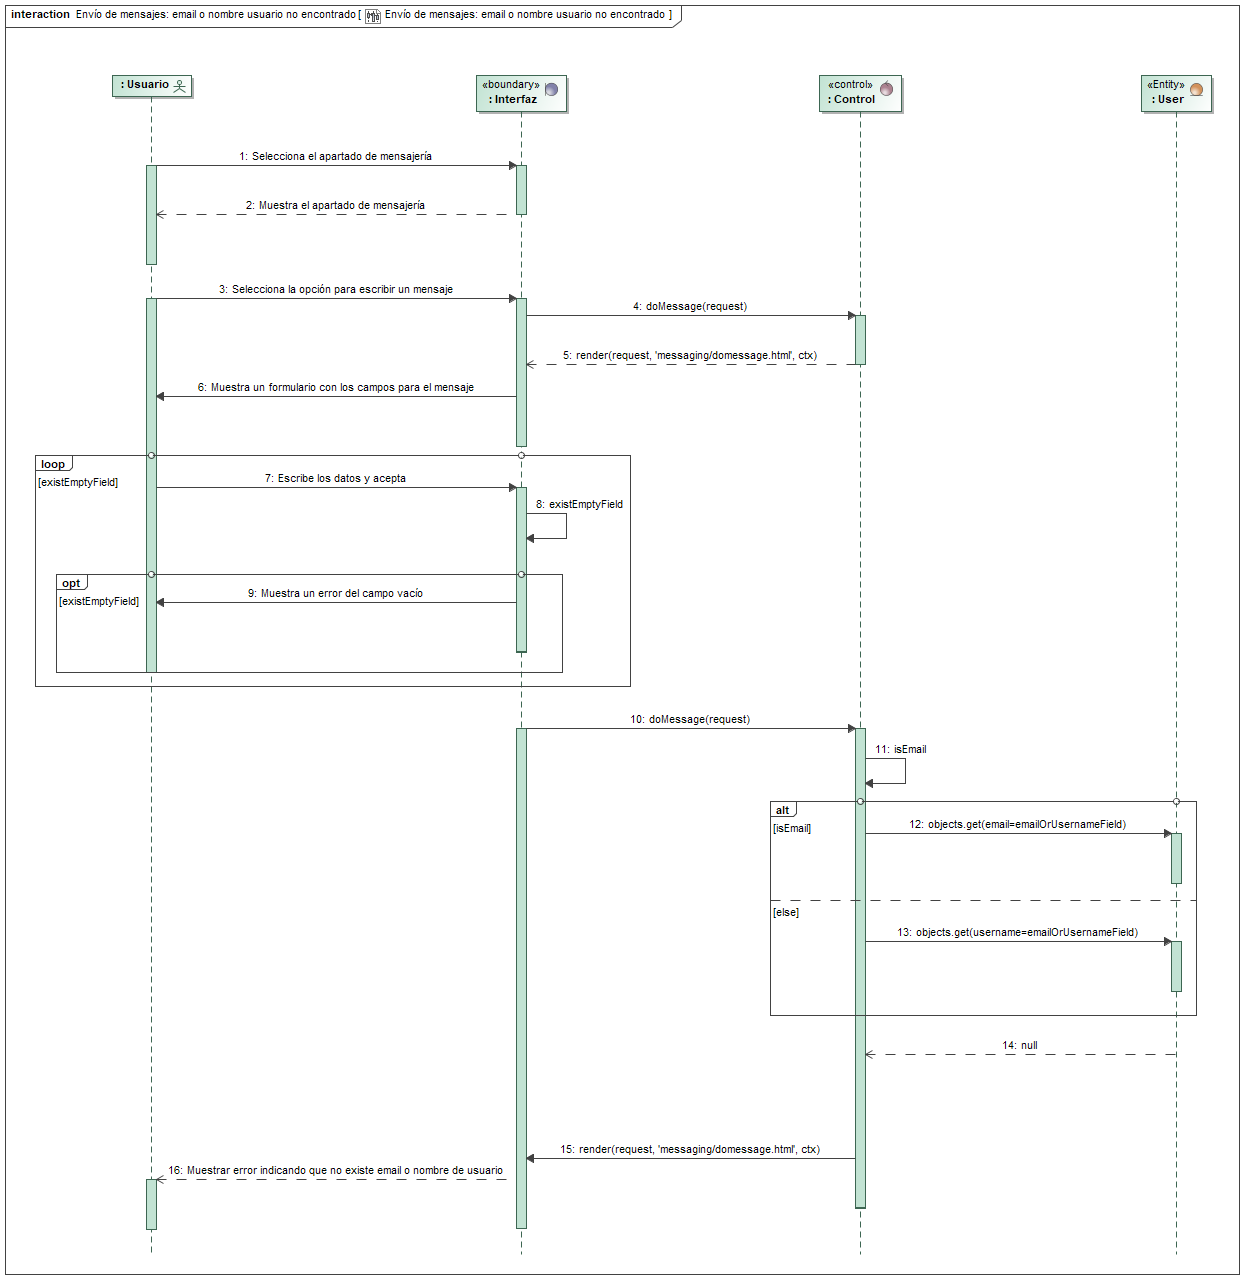 interaction Envío de mensajes: email o nombre usuario no encontrado [ Envío de mensajes: email o nombre usuario no encontrado ]
: Usuario
«boundary»
: Interfaz
«control»
: Control
«Entity»
: User
1: Selecciona el apartado de mensajería
2: Muestra el apartado de mensajería
3: Selecciona la opción para escribir un mensaje
4: doMessage(request)
5: render(request, 'messaging/domessage.html', ctx)
6: Muestra un formulario con los campos para el mensaje
loop
[existEmptyField]
7: Escribe los datos y acepta
8: existEmptyField
opt
[existEmptyField]
9: Muestra un error del campo vacío
10: doMessage(request)
11: isEmail
alt
[isEmail]
12: objects.get(email=emailOrUsernameField)
[else]
13: objects.get(username=emailOrUsernameField)
14: null
15: render(request, 'messaging/domessage.html', ctx)
16: Muestrar error indicando que no existe email o nombre de usuario